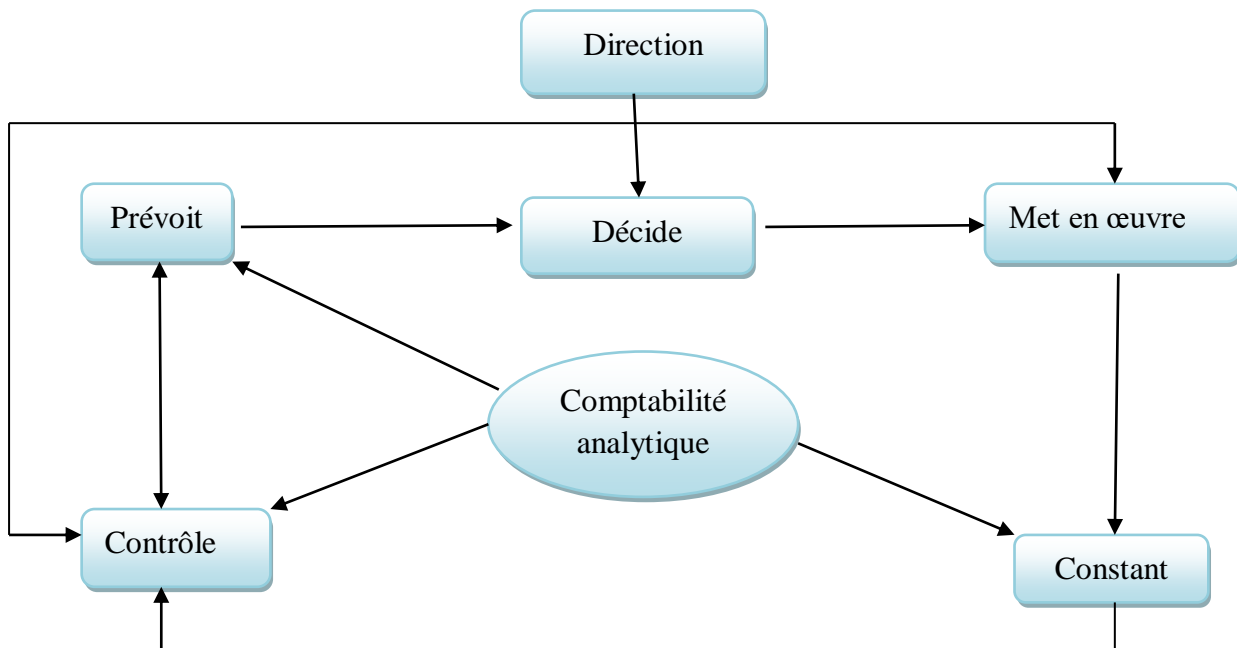 Direction
Prévoit
Décide
Met en œuvre
Comptabilité
analytique
Contrôle
Constant